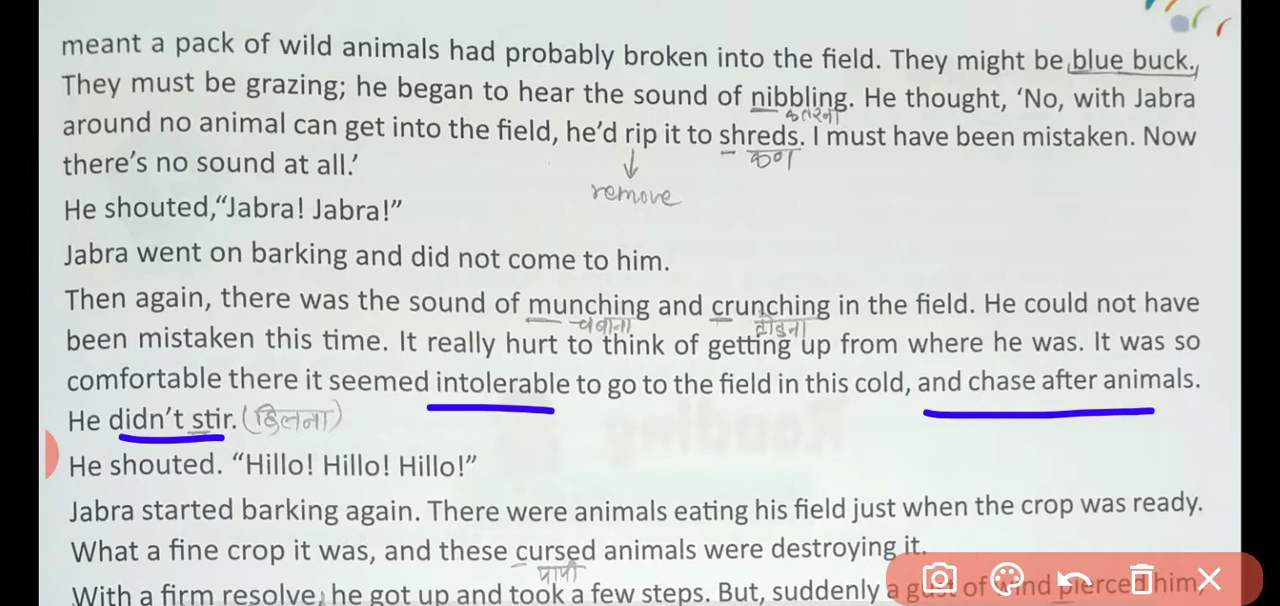 meant a pack of wild animals had probably broken into the field. They might be blue buck.
They must be grazing; he began to hear the sound of nibbling. He thought, ‘No, with Jabra
कतरना
around no animal can get into the field, he’d rip it to shreds. I must have been mistaken. Now
कण
there’s no sound at all.’
remove
He shouted,“Jabra! Jabra!”
Jabra went on barking and did not come to him.
Then again, there was the sound of munching and crunching in the field. He could not have
चबाना
been mistaken this time. It really hurt to think of getting up from where he was. It was so
comfortable there it seemed intolerable to go to the field in this cold, and chase after animals.
He didn’t stir. (हिलना)
He shouted. “Hillo! Hillo! Hillo!”
Jabra started barking again. There were animals eating his field just when the crop was ready.
What a fine crop it was, and these cursed animals were destroying it.
पापी
With a firm resolve, he got up and took a few steps. But, suddenly a gust of wind pierced him,